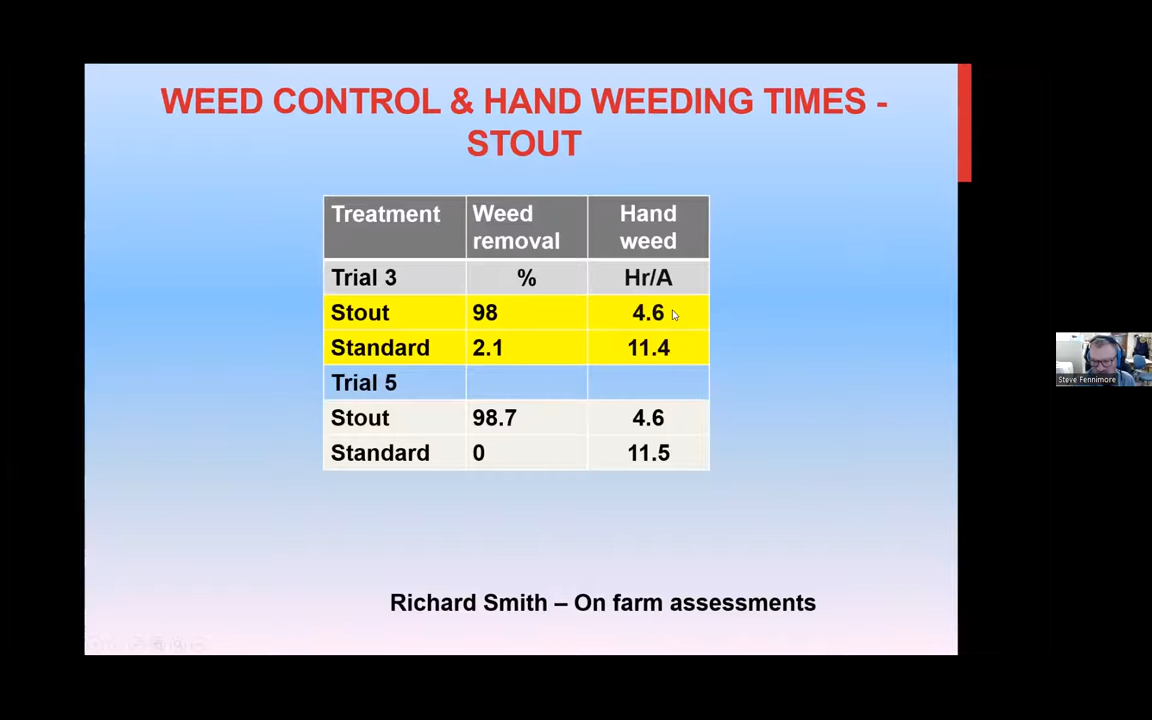 WEED CONTROL & HAND WEEDING TIMES -
STOUT
Treatment Weed removal Hand weed
Trial 3 % Hr/A
Stout 98 4.6
Standard 2.1 11.4
Trial 5
Stout 98.7 4.6
Standard 0 11.5
Richard Smith – On farm assessments
Steve Fennimore